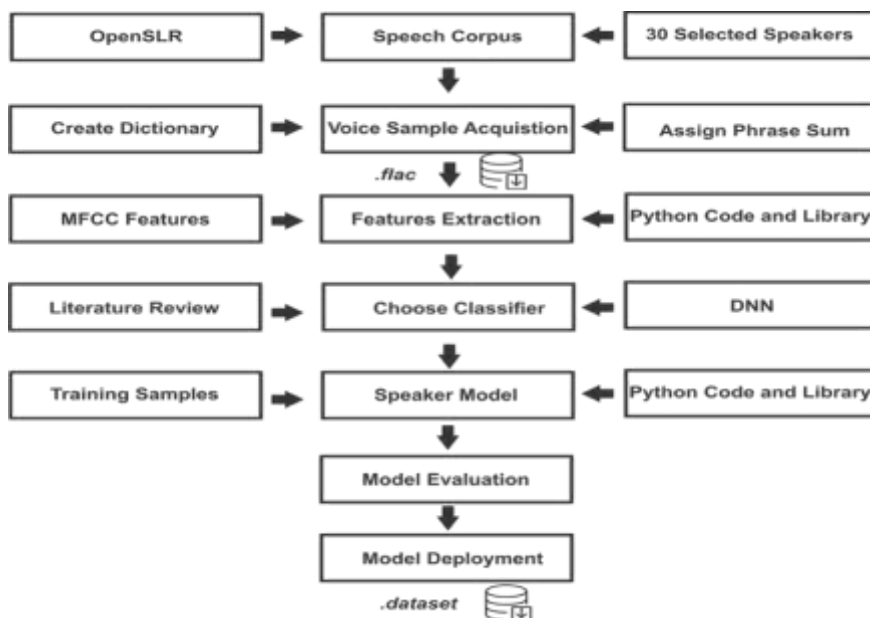 OpenSLR
Speech Corpus
30 Selected Speakers
Create Dictionary
Voice Sample Acquistion
Assign Phrase Sum
.flac
MFCC Features
Features Extraction
Python Code and Library
Literature Review
Choose Classifier
DNN
Training Samples
Speaker Model
Python Code and Library
Model Evaluation
Model Deployment
.dataset